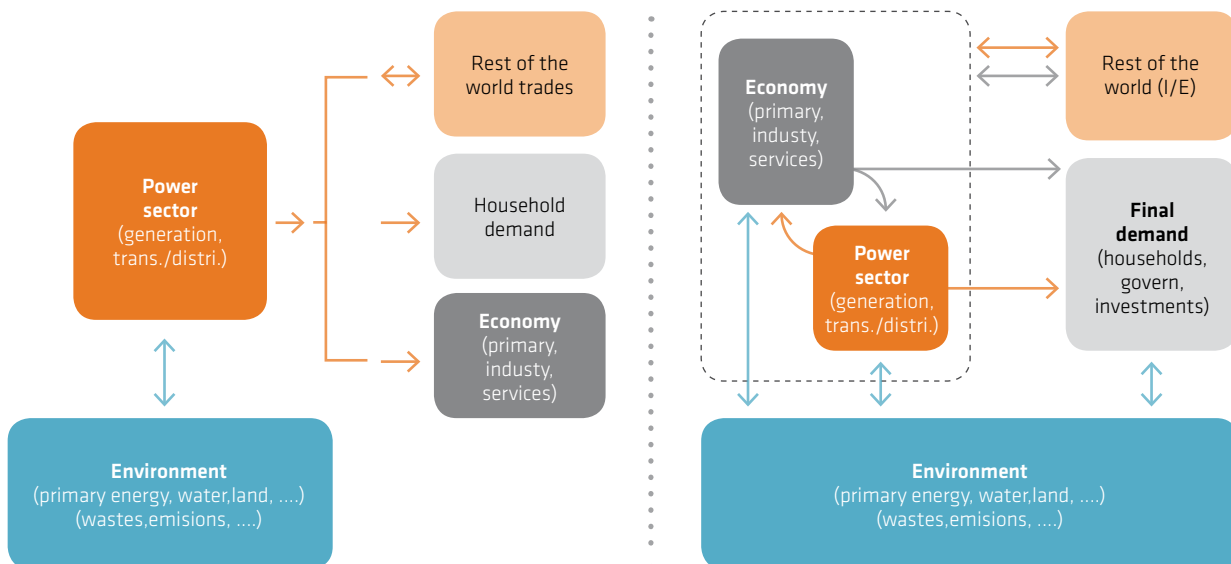 Power
sector
(generation,
trans./distri.)
Rest of the
world trades
Household
demand
Economy
(primary,
industy,
services)
Environment
(primary energy, water,land, ....)
(wastes,emisions, ....)
Economy
(primary,
industy,
services)
Power
sector
(generation,
trans./distri.)
Rest of the
world (I/E)
Final
demand
(households,
govern,
investments)
Environment
(primary energy, water,land, ....)
(wastes,emisions, ....)